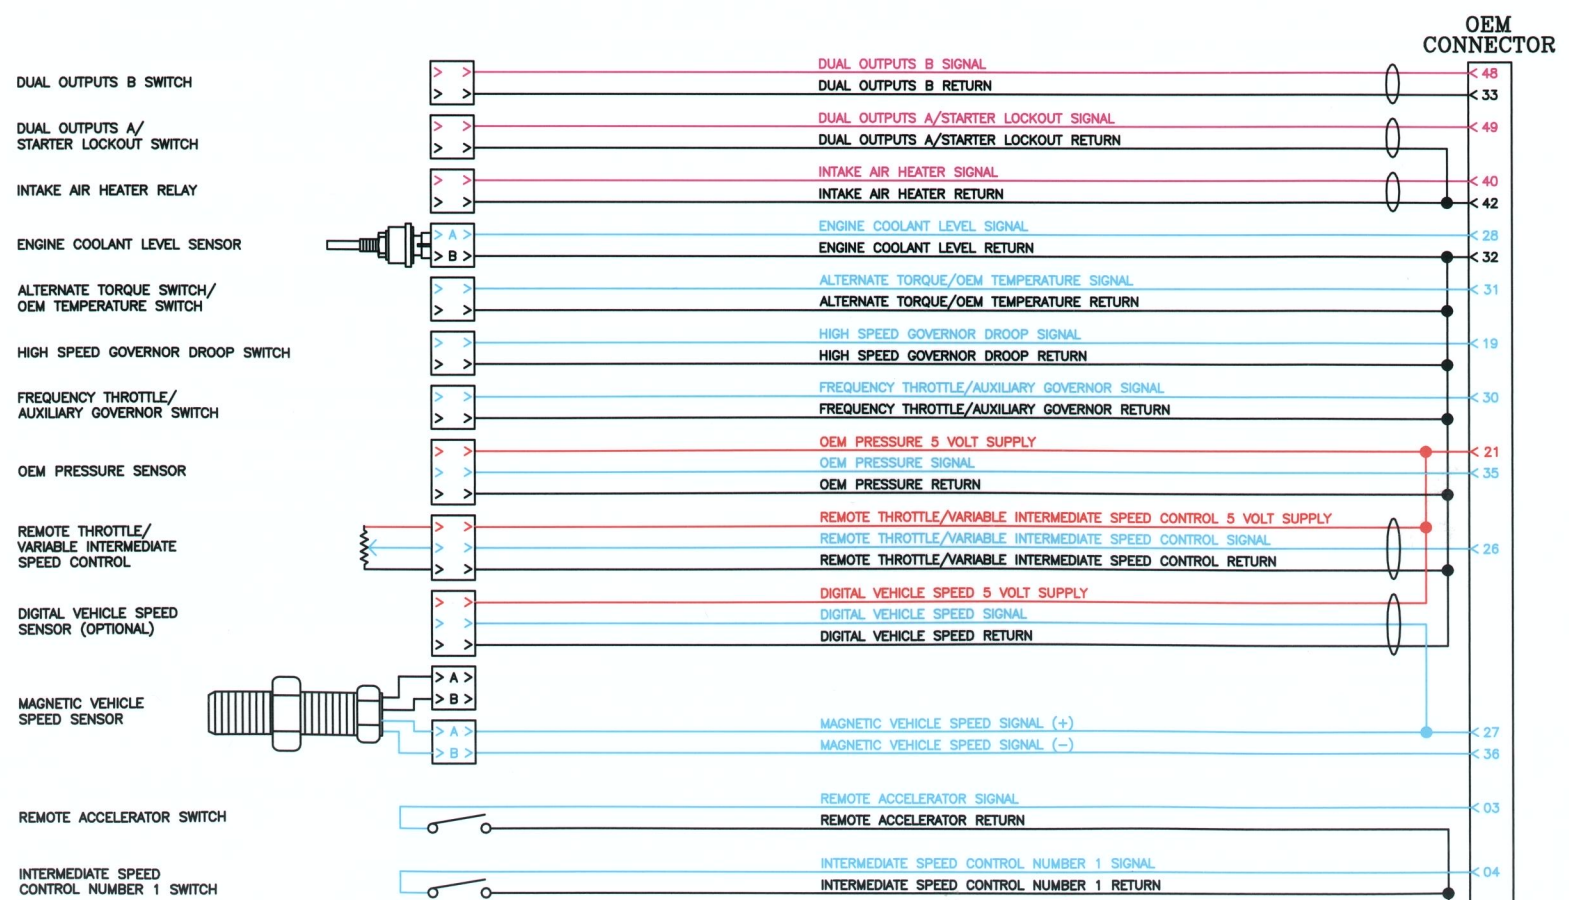 OEM
CONNECTOR
DUAL OUTPUTS B SWITCH
DUAL OUTPUTS B SIGNAL
48
DUAL OUTPUTS B RETURN
33
DUAL OUTPUTS A/
STARTER LOCKOUT SWITCH
DUAL OUTPUTS A/STARTER LOCKOUT SIGNAL
49
DUAL OUTPUTS A/STARTER LOCKOUT RETURN
INTAKE AIR HEATER RELAY
INTAKE AIR HEATER SIGNAL
40
INTAKE AIR HEATER RETURN
42
ENGINE COOLANT LEVEL SENSOR
A
ENGINE COOLANT LEVEL SIGNAL
28
B
ENGINE COOLANT LEVEL RETURN
32
ALTERNATE TORQUE SWITCH/
OEM TEMPERATURE SWITCH
ALTERNATE TORQUE/OEM TEMPERATURE SIGNAL
31
ALTERNATE TORQUE/OEM TEMPERATURE RETURN
HIGH SPEED GOVERNOR DROOP SWITCH
HIGH SPEED GOVERNOR DROOP SIGNAL
19
HIGH SPEED GOVERNOR DROOP RETURN
FREQUENCY THROTTLE/
AUXILIARY GOVERNOR SWITCH
FREQUENCY THROTTLE/AUXILIARY GOVERNOR SIGNAL
30
FREQUENCY THROTTLE/AUXILIARY GOVERNOR RETURN
OEM PRESSURE SENSOR
OEM PRESSURE 5 VOLT SUPPLY
21
OEM PRESSURE SIGNAL
35
OEM PRESSURE RETURN
REMOTE THROTTLE/
VARIABLE INTERMEDIATE
SPEED CONTROL
REMOTE THROTTLE/VARIABLE INTERMEDIATE SPEED CONTROL 5 VOLT SUPPLY
REMOTE THROTTLE/VARIABLE INTERMEDIATE SPEED CONTROL SIGNAL
26
REMOTE THROTTLE/VARIABLE INTERMEDIATE SPEED CONTROL RETURN
DIGITAL VEHICLE SPEED
SENSOR (OPTIONAL)
DIGITAL VEHICLE SPEED 5 VOLT SUPPLY
DIGITAL VEHICLE SPEED SIGNAL
DIGITAL VEHICLE SPEED RETURN
MAGNETIC VEHICLE
SPEED SENSOR
A
B
A
MAGNETIC VEHICLE SPEED SIGNAL (+)
27
B
MAGNETIC VEHICLE SPEED SIGNAL (−)
36
REMOTE ACCELERATOR SWITCH
REMOTE ACCELERATOR SIGNAL
03
REMOTE ACCELERATOR RETURN
INTERMEDIATE SPEED
CONTROL NUMBER 1 SWITCH
INTERMEDIATE SPEED CONTROL NUMBER 1 SIGNAL
04
INTERMEDIATE SPEED CONTROL NUMBER 1 RETURN